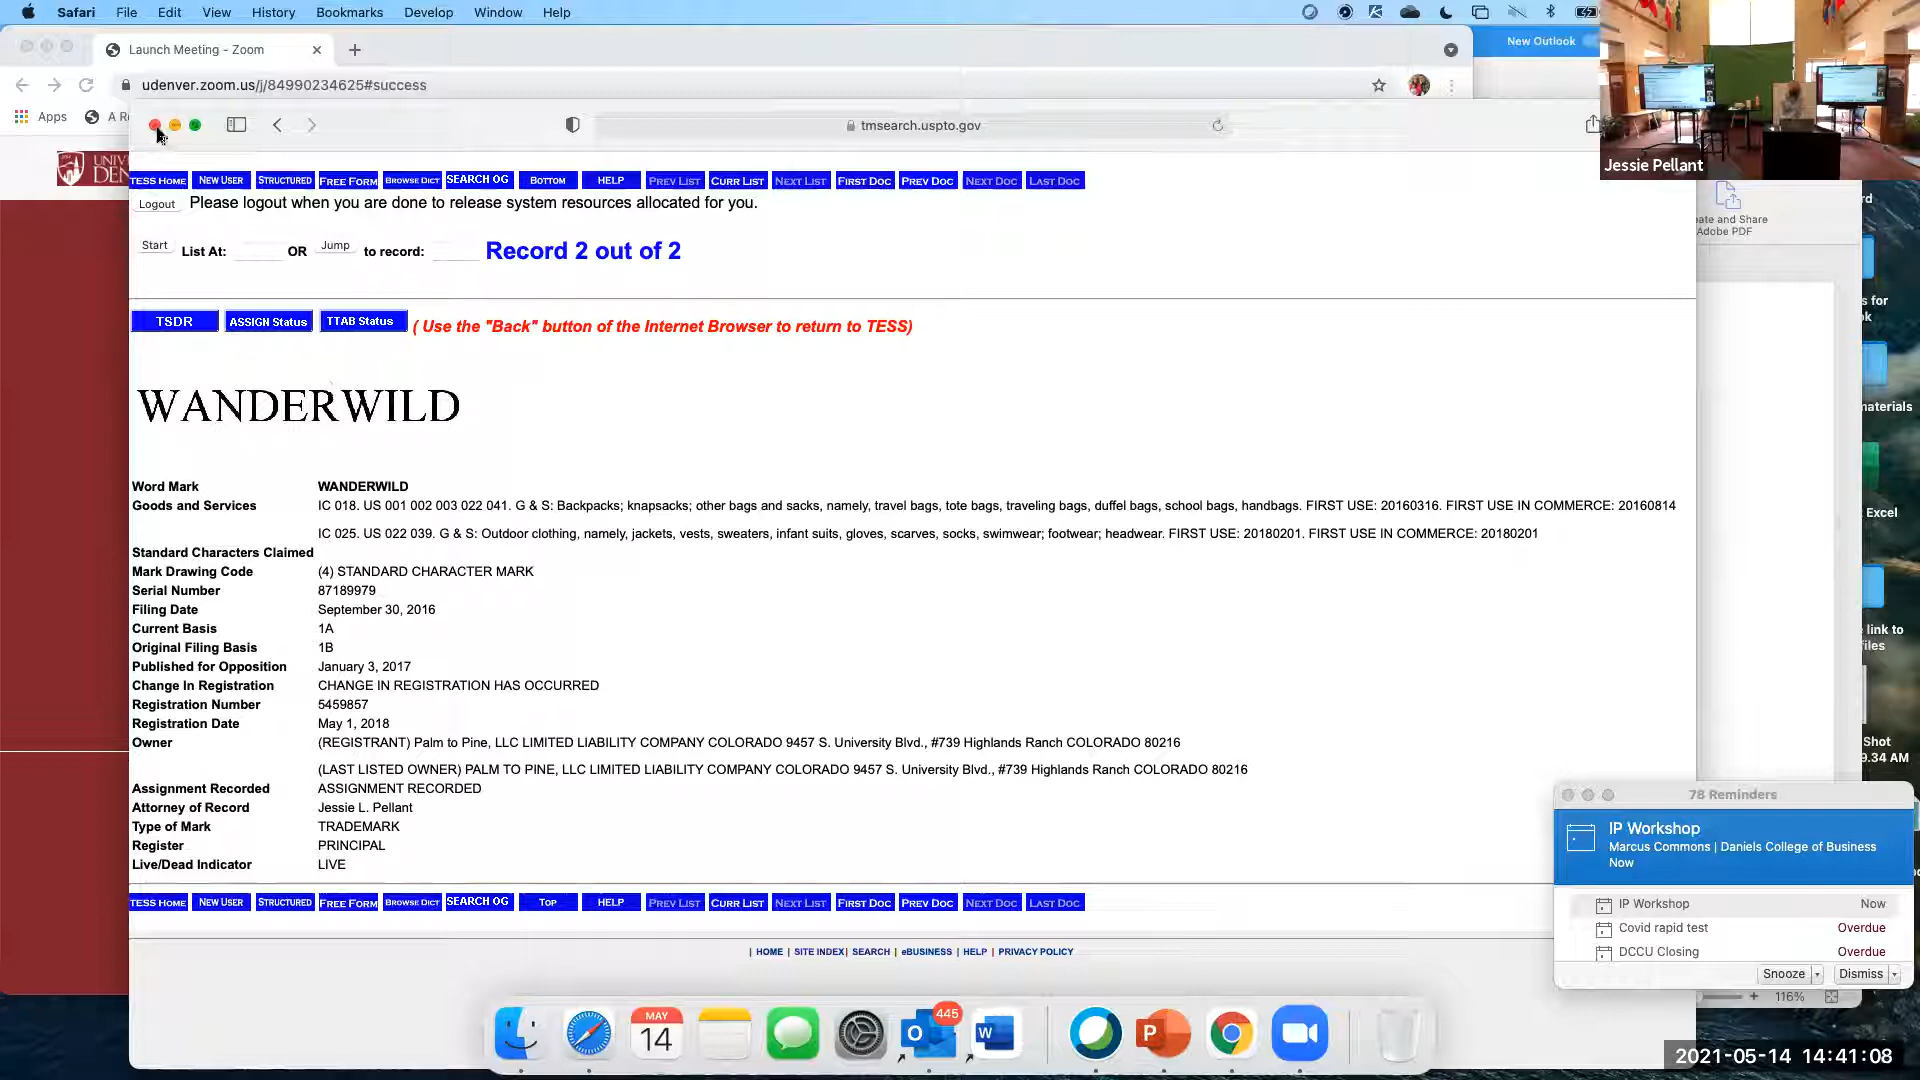 Safari File Edit View History Bookmarks Develop Window Help
New Outlook
Launch Meeting - Zoom
udenver.zoom.us/j/84990234625#success
Apps
tmsearch.uspto.gov
Jessie Pellant
TESS HOME NEW USER STRUCTURED FREE FORM BROWSE DICT SEARCH OG BOTTOM HELP PREV LIST CURR LIST NEXT LIST FIRST DOC PREV DOC NEXT DOC LAST DOC
Logout Please logout when you are done to release system resources allocated for you.
Start List At: OR Jump to record: Record 2 out of 2
TSDR ASSIGN Status TTAB Status ( Use the "Back" button of the Internet Browser to return to TESS)
WANDERWILD
Word Mark WANDERWILD
Goods and Services IC 018. US 001 002 003 022 041. G & S: Backpacks; knapsacks; other bags and sacks, namely, travel bags, tote bags, traveling bags, duffel bags, school bags, handbags. FIRST USE: 20160316. FIRST USE IN COMMERCE: 20160814
IC 025. US 022 039. G & S: Outdoor clothing, namely, jackets, vests, sweaters, infant suits, gloves, scarves, socks, swimwear; footwear; headwear. FIRST USE: 20180201. FIRST USE IN COMMERCE: 20180201
Standard Characters Claimed
Mark Drawing Code (4) STANDARD CHARACTER MARK
Serial Number 87189979
Filing Date September 30, 2016
Current Basis 1A
Original Filing Basis 1B
Published for Opposition January 3, 2017
Change In Registration CHANGE IN REGISTRATION HAS OCCURRED
Registration Number 5459857
Registration Date May 1, 2018
Owner (REGISTRANT) Palm to Pine, LLC LIMITED LIABILITY COMPANY COLORADO 9457 S. University Blvd., #739 Highlands Ranch COLORADO 80216
(LAST LISTED OWNER) PALM TO PINE, LLC LIMITED LIABILITY COMPANY COLORADO 9457 S. University Blvd., #739 Highlands Ranch COLORADO 80216
Assignment Recorded ASSIGNMENT RECORDED
Attorney of Record Jessie L. Pellant
Type of Mark TRADEMARK
Register PRINCIPAL
Live/Dead Indicator LIVE
TESS HOME NEW USER STRUCTURED FREE FORM BROWSE DICT SEARCH OG TOP HELP PREV LIST CURR LIST NEXT LIST FIRST DOC PREV DOC NEXT DOC LAST DOC
| HOME | SITE INDEX| SEARCH | eBUSINESS | HELP | PRIVACY POLICY
and Share
Adobe PDF
s for
Excel
link to
Shot
9.34 AM
78 Reminders
IP Workshop
Marcus Commons | Daniels College of Business
Now
IP Workshop Now
Covid rapid test Overdue
DCCU Closing Overdue
Snooze Dismiss
116%
MAY
14
445
2021-05-14 14:41:08